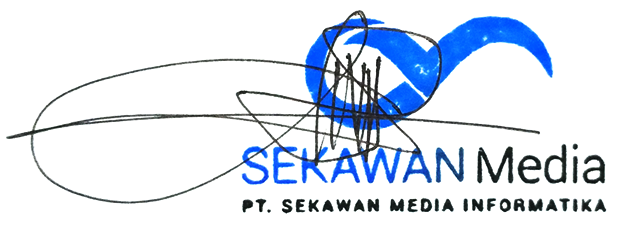 SEKAWAN Media
PT. SEKAWAN MEDIA INFORMATIKA